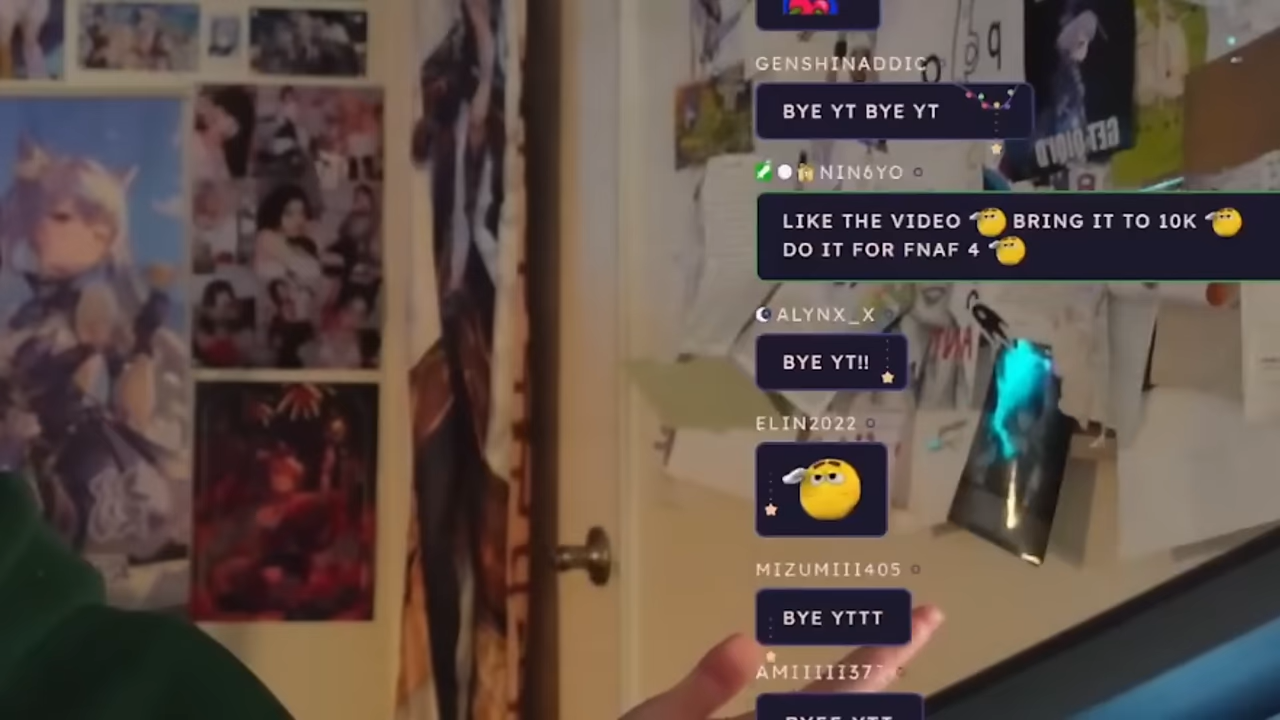 GENSHINADDIC
BYE YT BYE YT
NIN6YO
LIKE THE VIDEO BRING IT TO 10K
DO IT FOR FNAF 4
ALYNX_X
BYE YT!!
ELIN2022
MIZUMIII405
BYE YTTT
AMIIIII37